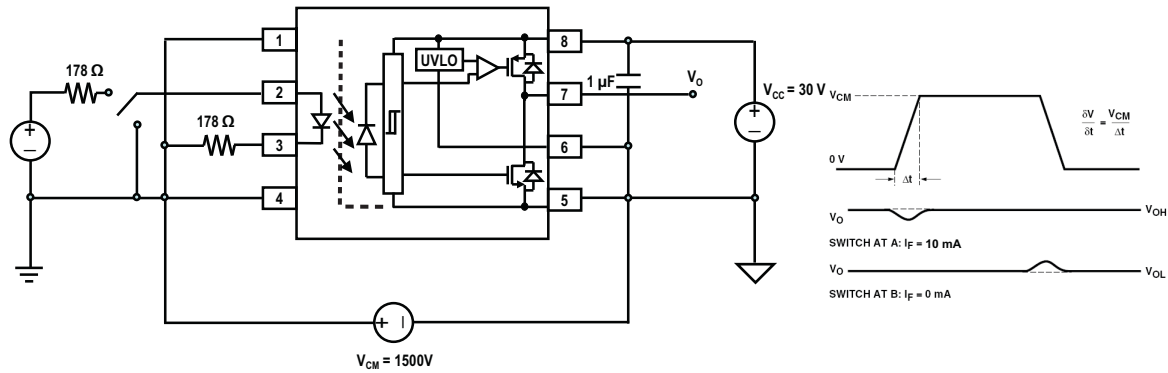 1
8
178 Ω
UVLO
1 µF
V_O
2
7
V_CC = 30 V
178 Ω
+
−
+
−
3
6
4
5
+ −
V_CM = 1500V
V_CM
δV/δt = V_CM/Δt
0 V
Δt
V_O
V_OH
SWITCH AT A: I_F = 10 mA
V_O
V_OL
SWITCH AT B: I_F = 0 mA